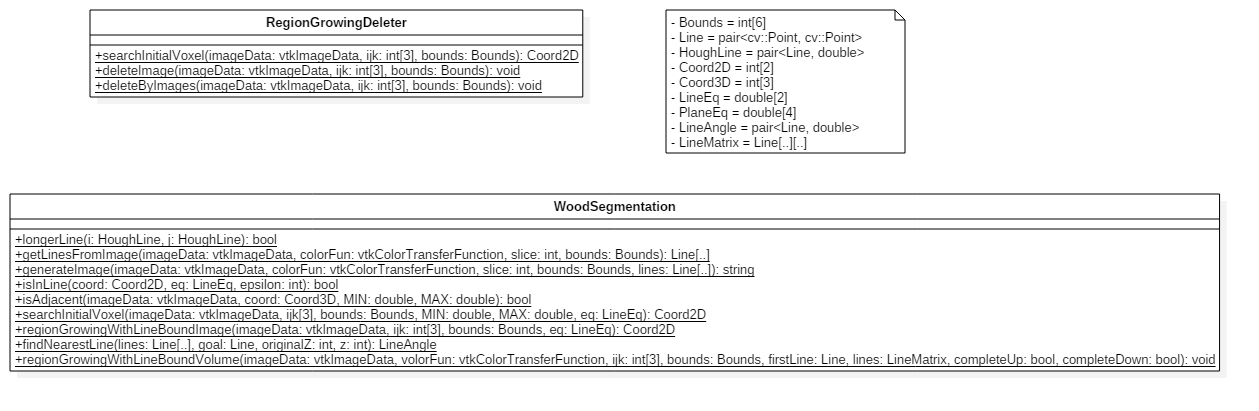 RegionGrowingDeleter
+searchInitialVoxel(imageData: vtkImageData, ijk: int[3], bounds: Bounds): Coord2D
+deleteImage(imageData: vtkImageData, ijk: int[3], bounds: Bounds): void
+deleteByImages(imageData: vtkImageData, ijk: int[3], bounds: Bounds): void
- Bounds = int[6]
- Line = pair<cv::Point, cv::Point>
- HoughLine = pair<Line, double>
- Coord2D = int[2]
- Coord3D = int[3]
- LineEq = double[2]
- PlaneEq = double[4]
- LineAngle = pair<Line, double>
- LineMatrix = Line[..][..]
WoodSegmentation
+longerLine(i: HoughLine, j: HoughLine): bool
+getLinesFromImage(imageData: vtkImageData, colorFun: vtkColorTransferFunction, slice: int, bounds: Bounds): Line[..]
+generateImage(imageData: vtkImageData, colorFun: vtkColorTransferFunction, slice: int, bounds: Bounds, lines: Line[..]): string
+isInLine(coord: Coord2D, eq: LineEq, epsilon: int): bool
+isAdjacent(imageData: vtkImageData, coord: Coord3D, MIN: double, MAX: double): bool
+searchInitialVoxel(imageData: vtkImageData, ijk[3], bounds: Bounds, MIN: double, MAX: double, eq: LineEq): Coord2D
+regionGrowingWithLineBoundImage(imageData: vtkImageData, ijk: int[3], bounds: Bounds, eq: LineEq): Coord2D
+findNearestLine(lines: Line[..], goal: Line, originalZ: int, z: int): LineAngle
+regionGrowingWithLineBoundVolume(imageData: vtkImageData, volorFun: vtkColorTransferFunction, ijk: int[3], bounds: Bounds, firstLine: Line, lines: LineMatrix, completeUp: bool, completeDown: bool): void